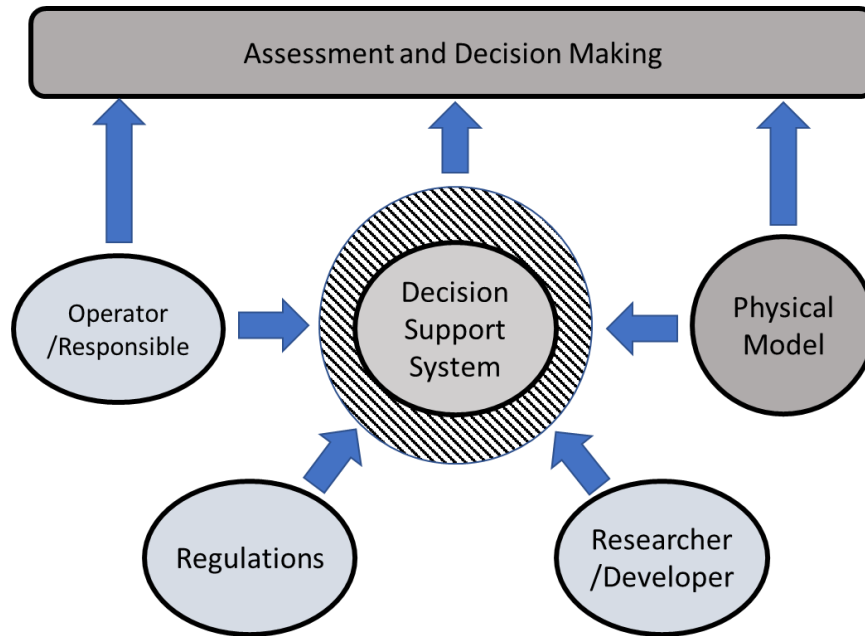 Assessment and Decision Making
Operator
/Responsible
Decision
Support
System
Physical
Model
Regulations
Researcher
/Developer